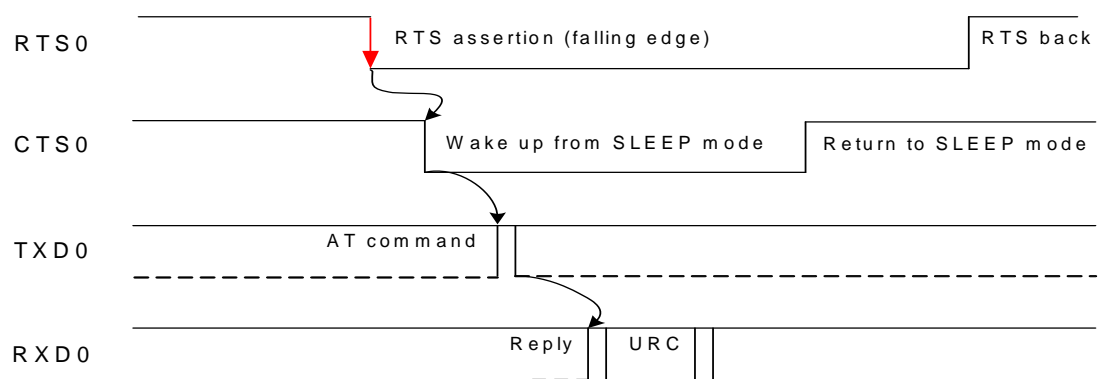 RTS0
RTS assertion (falling edge)
RTS back
CTS0
Wake up from SLEEP mode
Return to SLEEP mode
TXD0
AT command
RXD0
Reply
URC